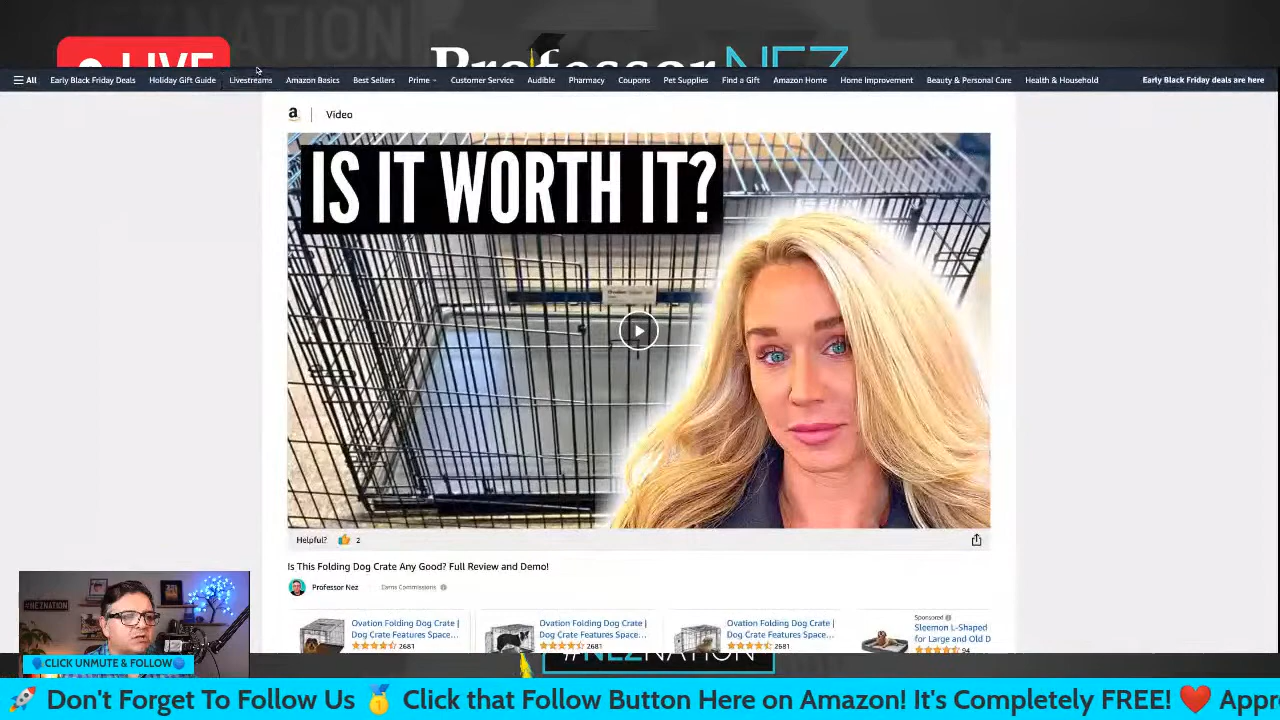 NATION
LIVE
Professor NEZ
All Early Black Friday Deals Holiday Gift Guide Livestreams Amazon Basics Best Sellers Prime Customer Service Audible Pharmacy Coupons Pet Supplies Find a Gift Amazon Home Home Improvement Beauty & Personal Care Health & Household Early Black Friday deals are here
a | Video
IS IT WORTH IT?
Helpful? 2
Is This Folding Dog Crate Any Good? Full Review and Demo!
Professor Nez Earns Commissions
Ovation Folding Dog Crate |
Dog Crate Features Space...
2681
Ovation Folding Dog Crate |
Dog Crate Features Space...
2681
Ovation Folding Dog Crate |
Dog Crate Features Space...
2681
Sponsored
Sleemon L-Shaped
for Large and Old D
94
#NEZNATION
CLICK UNMUTE & FOLLOW
#NEZNATION
🚀 Don't Forget To Follow Us 🥇 Click that Follow Button Here on Amazon! It's Completely FREE! ❤️ Appr